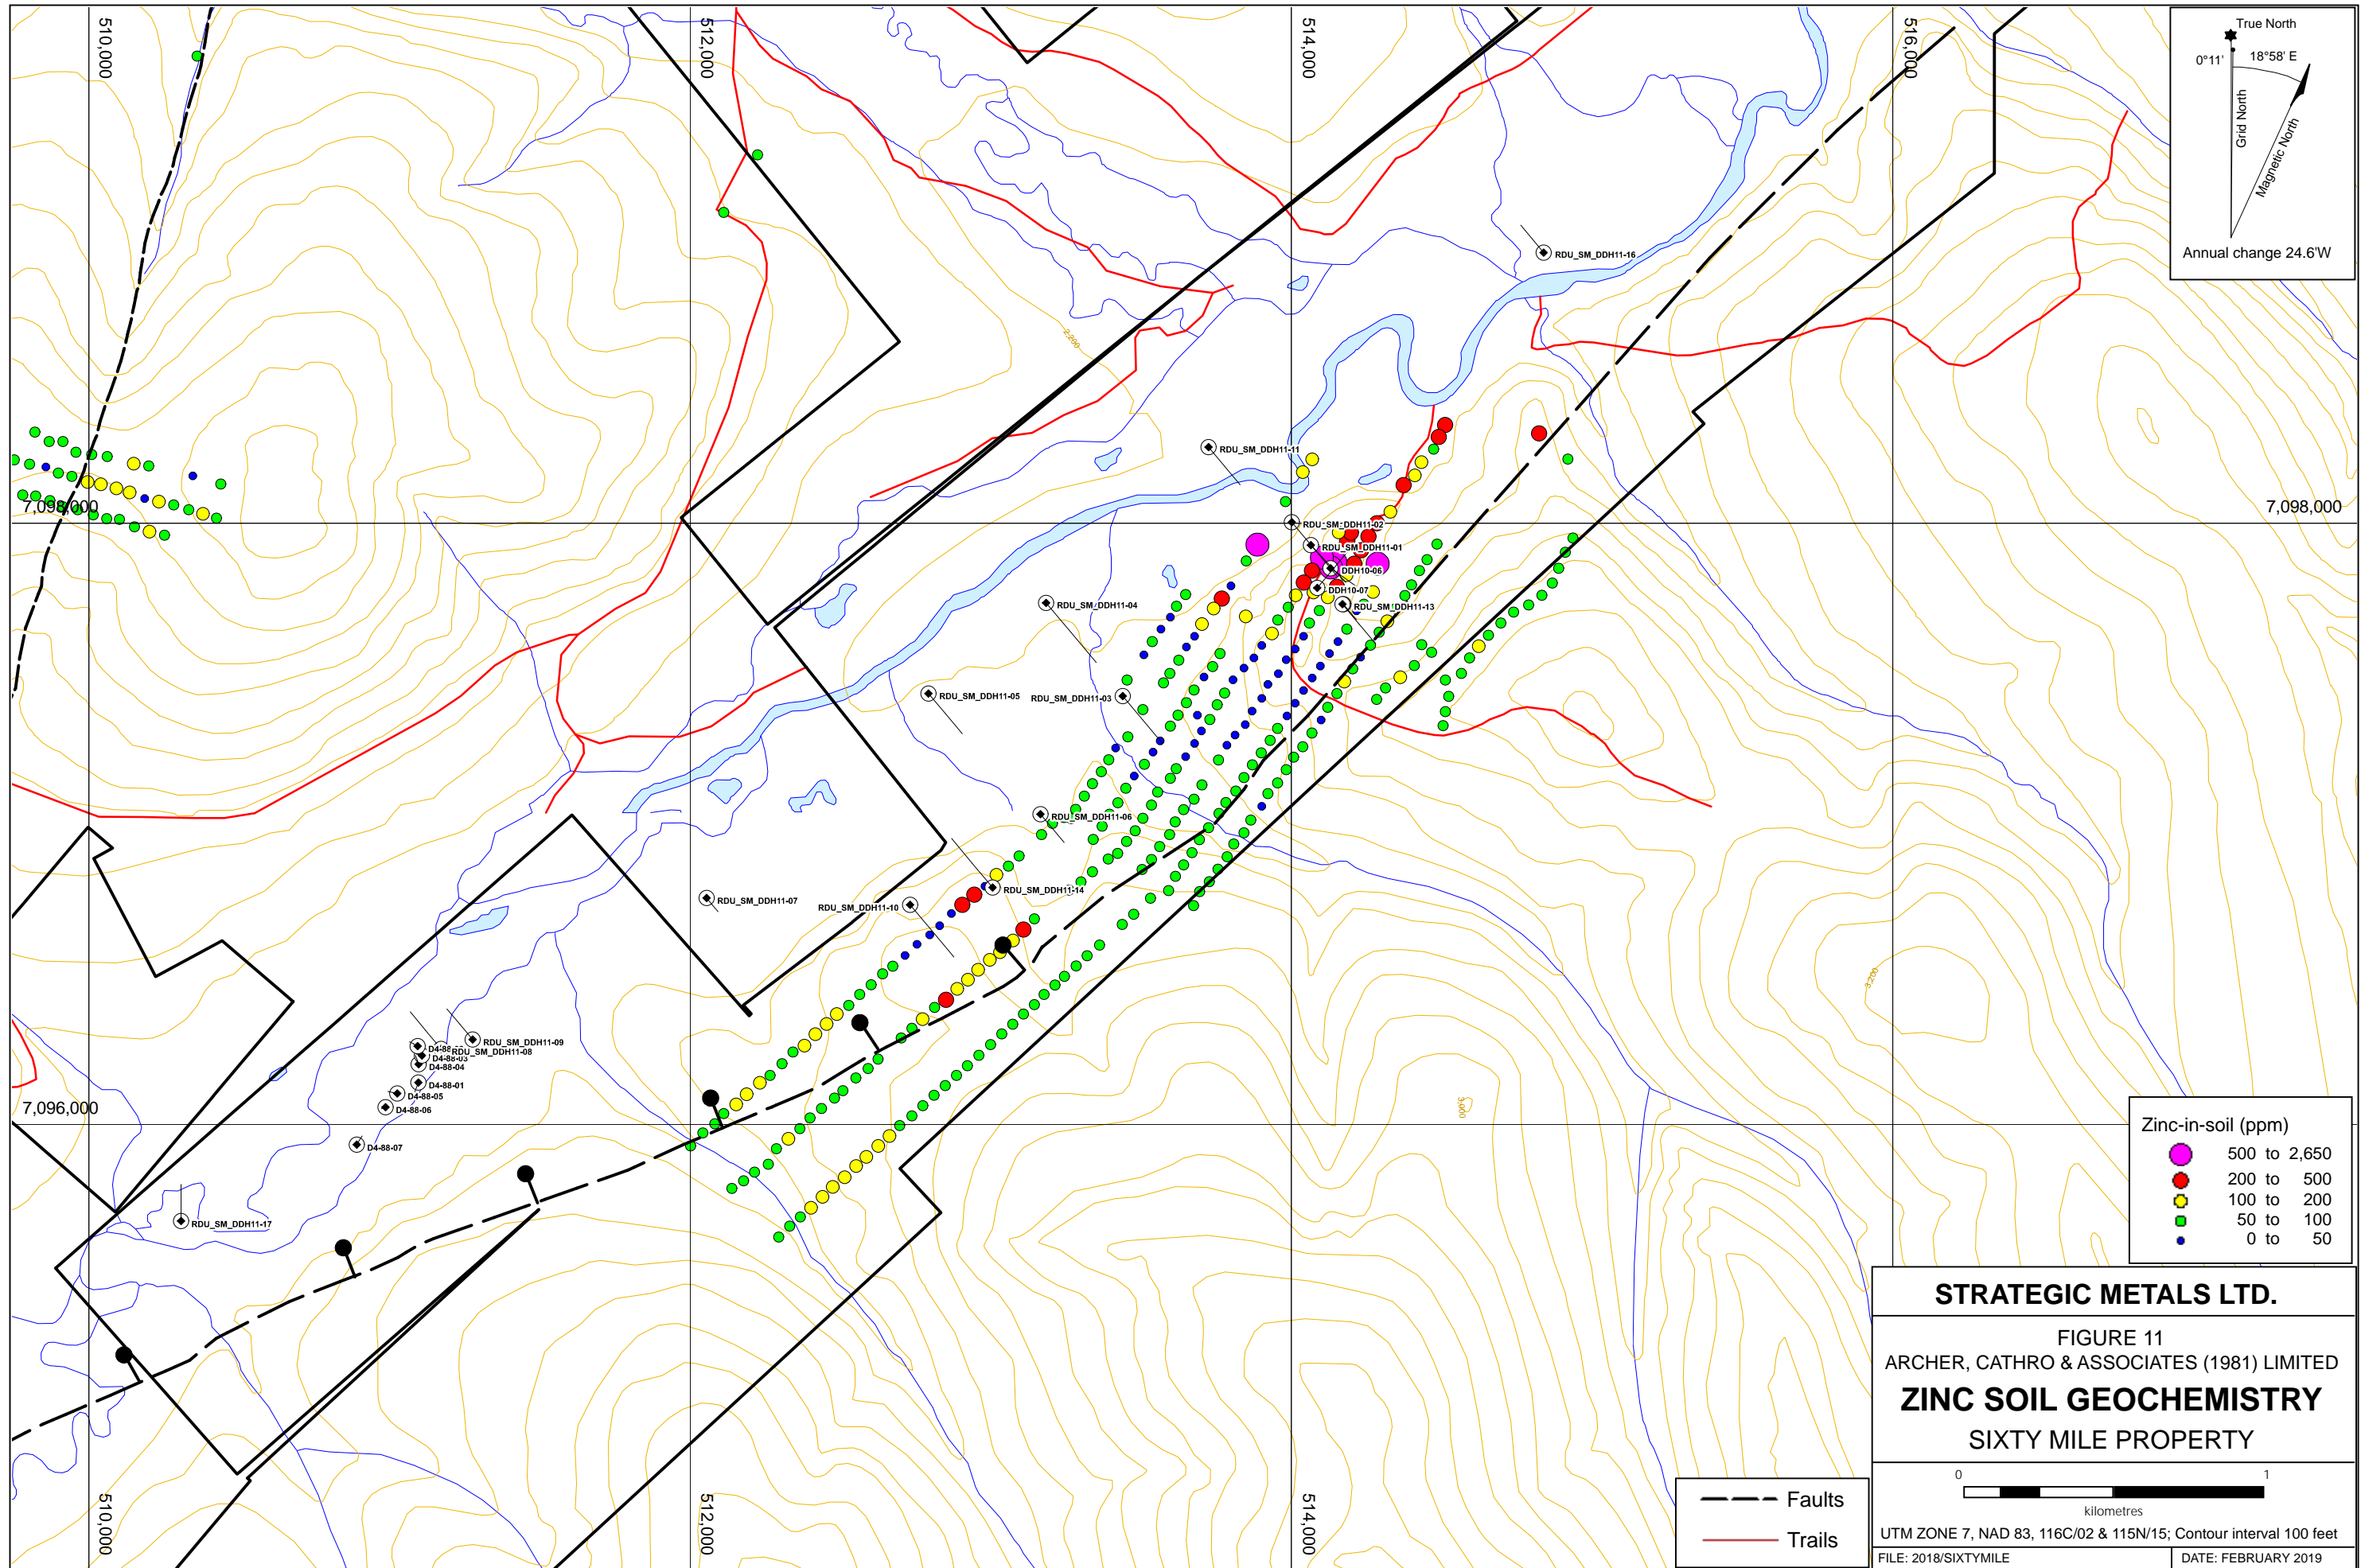 510,000
512,000
514,000
516,000
True North
0°11'
18°58' E
Grid North
Magnetic North
Annual change 24.6'W
RDU_SM_DDH11-16
2,200
RDU_SM_DDH11-11
7,098,000
7,098,000
RDU_SM_DDH11-02
RDU_SM_DDH11-01
DDH10-06
DDH10-07
RDU_SM_DDH11-13
RDU_SM_DDH11-04
RDU_SM_DDH11-05
RDU_SM_DDH11-03
RDU_SM_DDH11-06
RDU_SM_DDH11-14
RDU_SM_DDH11-07
RDU_SM_DDH11-10
3,200
RDU_SM_DDH11-09
RDU_SM_DDH11-08
D4-88-03
D4-88-04
D4-88-01
D4-88-05
D4-88-06
7,096,000
3,000
D4-88-07
RDU_SM_DDH11-17
Zinc-in-soil (ppm)
500 to 2,650
200 to 500
100 to 200
50 to 100
0 to 50
STRATEGIC METALS LTD.
FIGURE 11
ARCHER, CATHRO & ASSOCIATES (1981) LIMITED
ZINC SOIL GEOCHEMISTRY
SIXTY MILE PROPERTY
0 1
kilometres
UTM ZONE 7, NAD 83, 116C/02 & 115N/15; Contour interval 100 feet
FILE: 2018/SIXTYMILE
DATE: FEBRUARY 2019
Faults
Trails
510,000
512,000
514,000